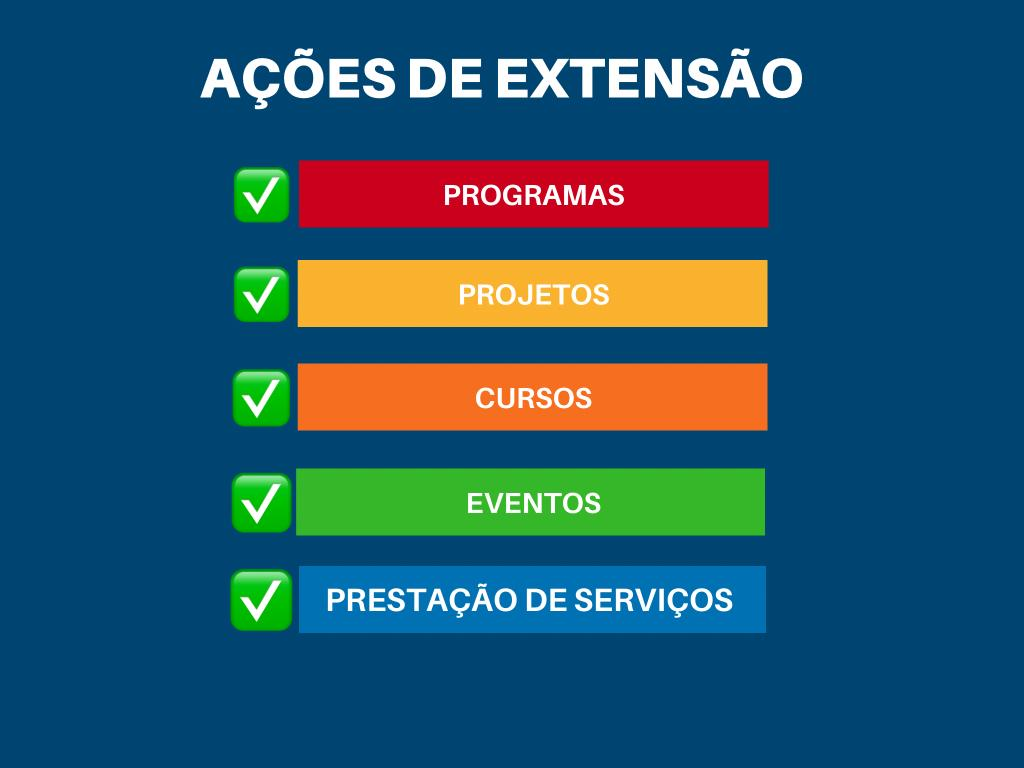 AÇÕES DE EXTENSÃO
PROGRAMAS
PROJETOS
CURSOS
EVENTOS
PRESTAÇÃO DE SERVIÇOS